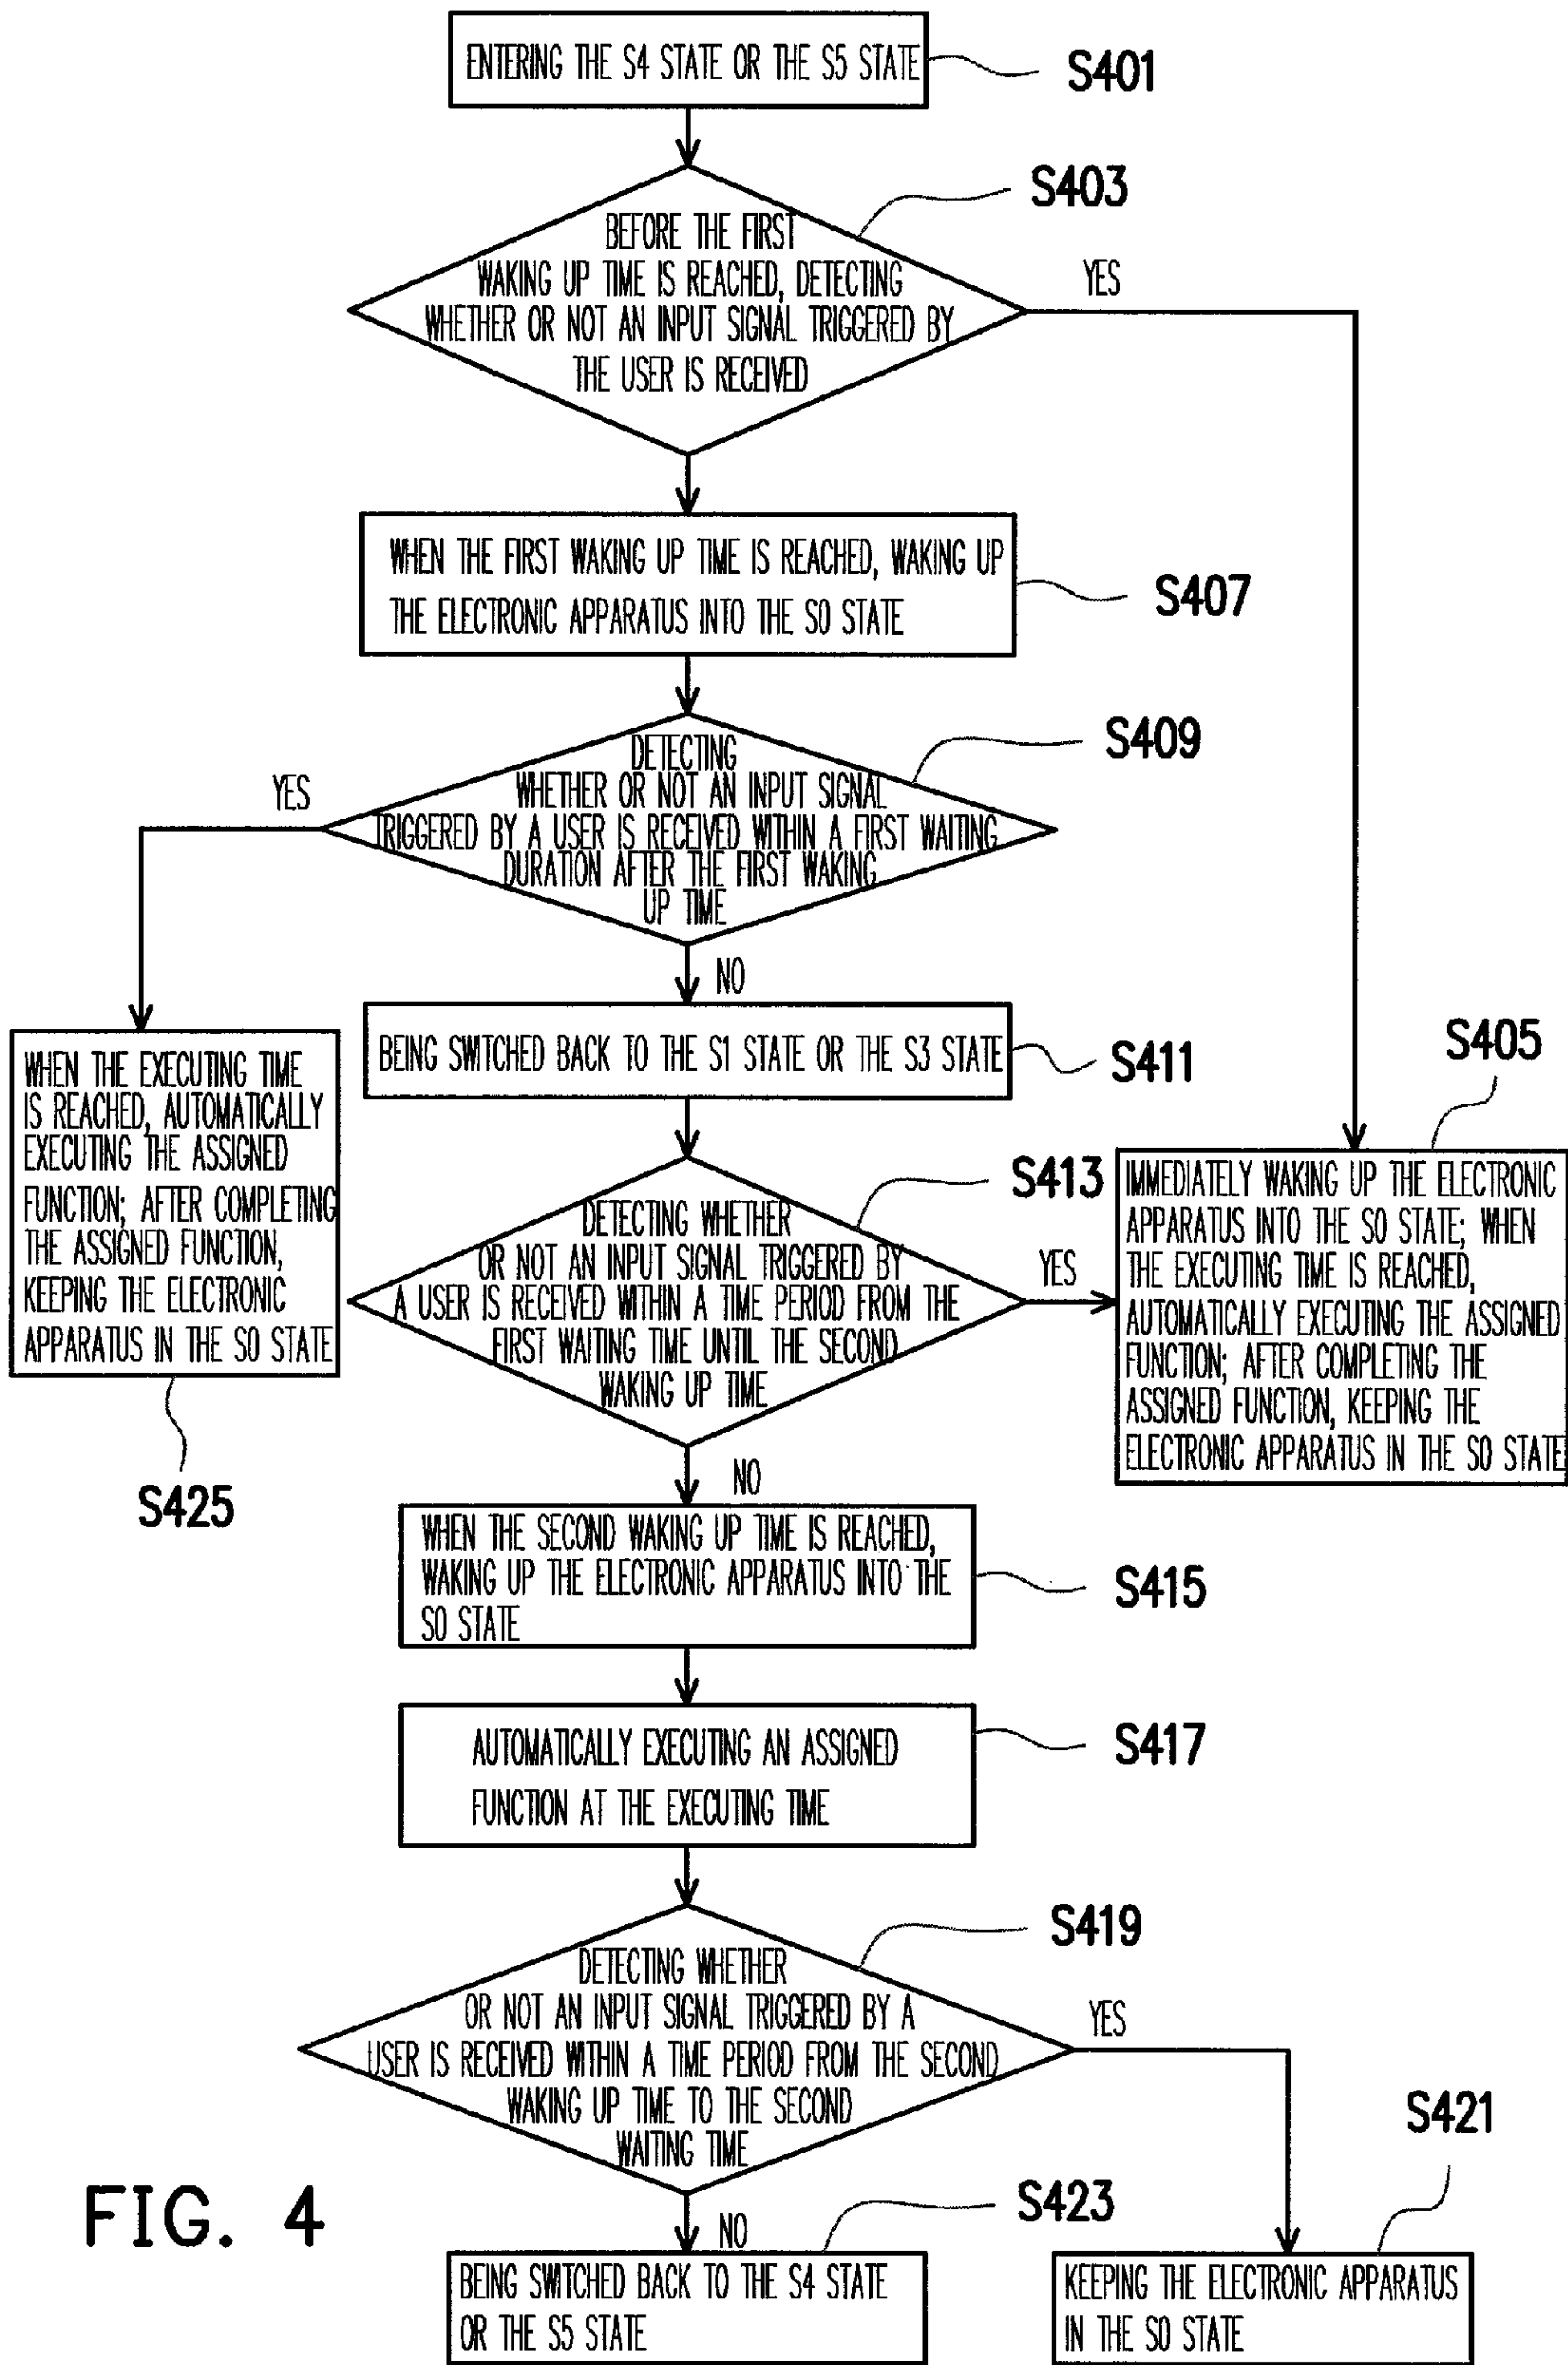 ENTERING THE S4 STATE OR THE S5 STATE
S401
S403
BEFORE THE FIRST
WAKING UP TIME IS REACHED, DETECTING
WHETHER OR NOT AN INPUT SIGNAL TRIGGERED BY
THE USER IS RECEIVED
YES
WHEN THE FIRST WAKING UP TIME IS REACHED, WAKING UP
THE ELECTRONIC APPARATUS INTO THE S0 STATE
S407
S409
DETECTING
WHETHER OR NOT AN INPUT SIGNAL
TRIGGERED BY A USER IS RECEIVED WITHIN A FIRST WAITING
DURATION AFTER THE FIRST WAKING
UP TIME
YES
NO
BEING SWITCHED BACK TO THE S1 STATE OR THE S3 STATE
S411
WHEN THE EXECUTING TIME
IS REACHED, AUTOMATICALLY
EXECUTING THE ASSIGNED
FUNCTION; AFTER COMPLETING
THE ASSIGNED FUNCTION,
KEEPING THE ELECTRONIC
APPARATUS IN THE S0 STATE
S425
S413
DETECTING WHETHER
OR NOT AN INPUT SIGNAL TRIGGERED BY
A USER IS RECEIVED WITHIN A TIME PERIOD FROM THE
FIRST WAITING TIME UNTIL THE SECOND
WAKING UP TIME
YES
NO
S405
IMMEDIATELY WAKING UP THE ELECTRONIC
APPARATUS INTO THE S0 STATE; WHEN
THE EXECUTING TIME IS REACHED,
AUTOMATICALLY EXECUTING THE ASSIGNED
FUNCTION; AFTER COMPLETING THE
ASSIGNED FUNCTION, KEEPING THE
ELECTRONIC APPARATUS IN THE S0 STATE
WHEN THE SECOND WAKING UP TIME IS REACHED,
WAKING UP THE ELECTRONIC APPARATUS INTO THE
S0 STATE
S415
AUTOMATICALLY EXECUTING AN ASSIGNED
FUNCTION AT THE EXECUTING TIME
S417
S419
DETECTING WHETHER
OR NOT AN INPUT SIGNAL TRIGGERED BY A
USER IS RECEIVED WITHIN A TIME PERIOD FROM THE SECOND
WAKING UP TIME TO THE SECOND
WAITING TIME
YES
NO
S423
BEING SWITCHED BACK TO THE S4 STATE
OR THE S5 STATE
S421
KEEPING THE ELECTRONIC APPARATUS
IN THE S0 STATE
FIG. 4